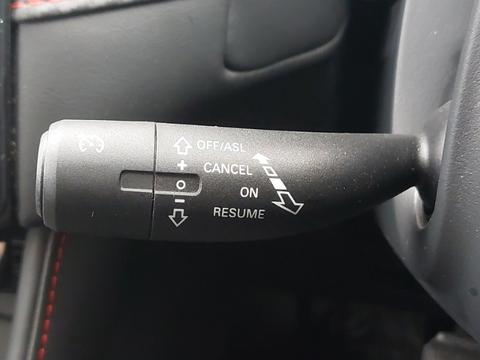 OFF/ASL
+ CANCEL
O ON
- RESUME